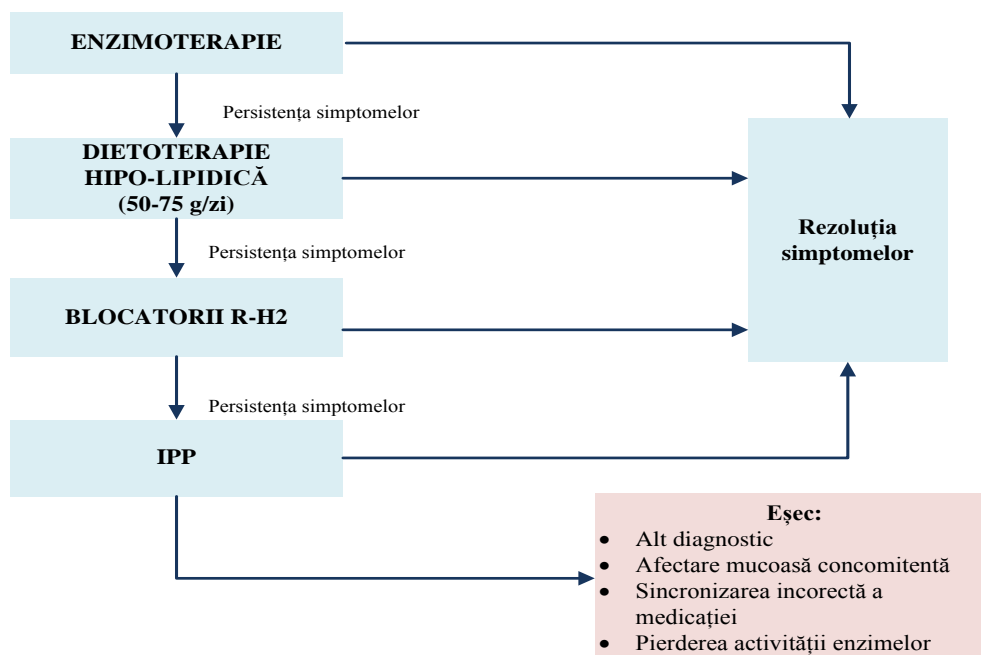 ENZIMOTERAPIE
Persistența simptomelor
DIETOTERAPIE
HIPO-LIPIDICĂ
(50-75 g/zi)
Rezoluția
simptomelor
Persistența simptomelor
BLOCATORII R-H2
Persistența simptomelor
IPP
Eșec:
• Alt diagnostic
• Afectare mucoasă concomitentă
• Sincronizarea incorectă a
medicației
• Pierderea activității enzimelor